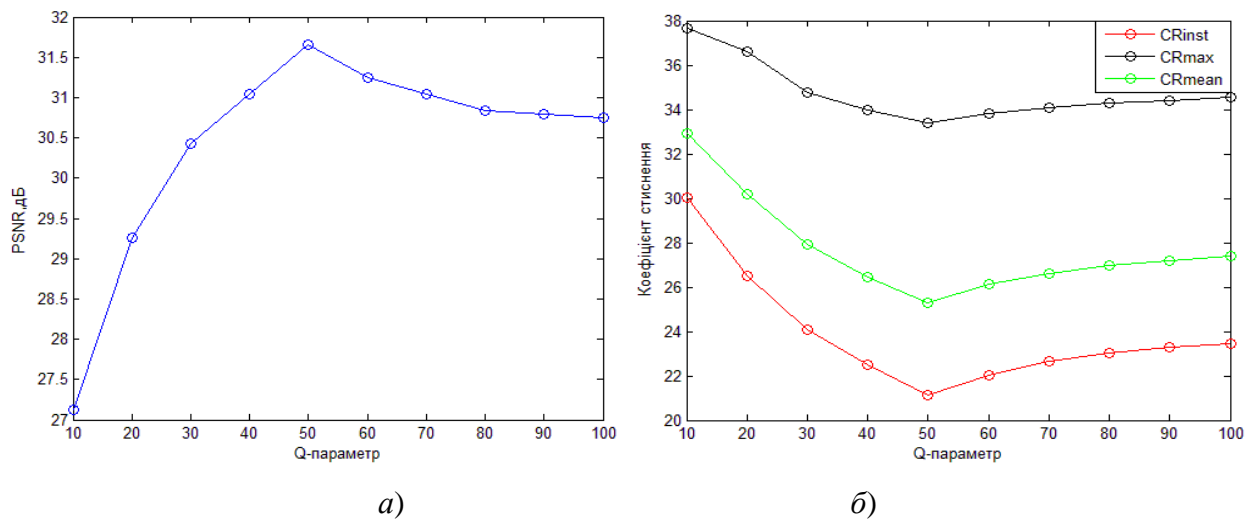 32
31.5
31
30.5
30
29.5
29
28.5
28
27.5
27
PSNR,дБ
10 20 30 40 50 60 70 80 90 100
Q-параметр
а)
38
36
34
32
30
28
26
24
22
20
Коефіцієнт стиснення
CRinst
CRmax
CRmean
10 20 30 40 50 60 70 80 90 100
Q-параметр
б)